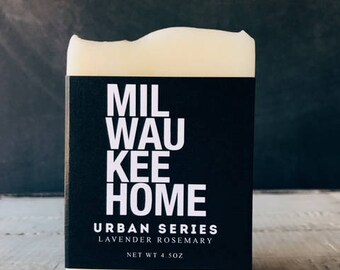 MIL
WAU
KEE
HOME
URBAN SERIES
LAVENDER ROSEMARY
NET WT 4.5OZ